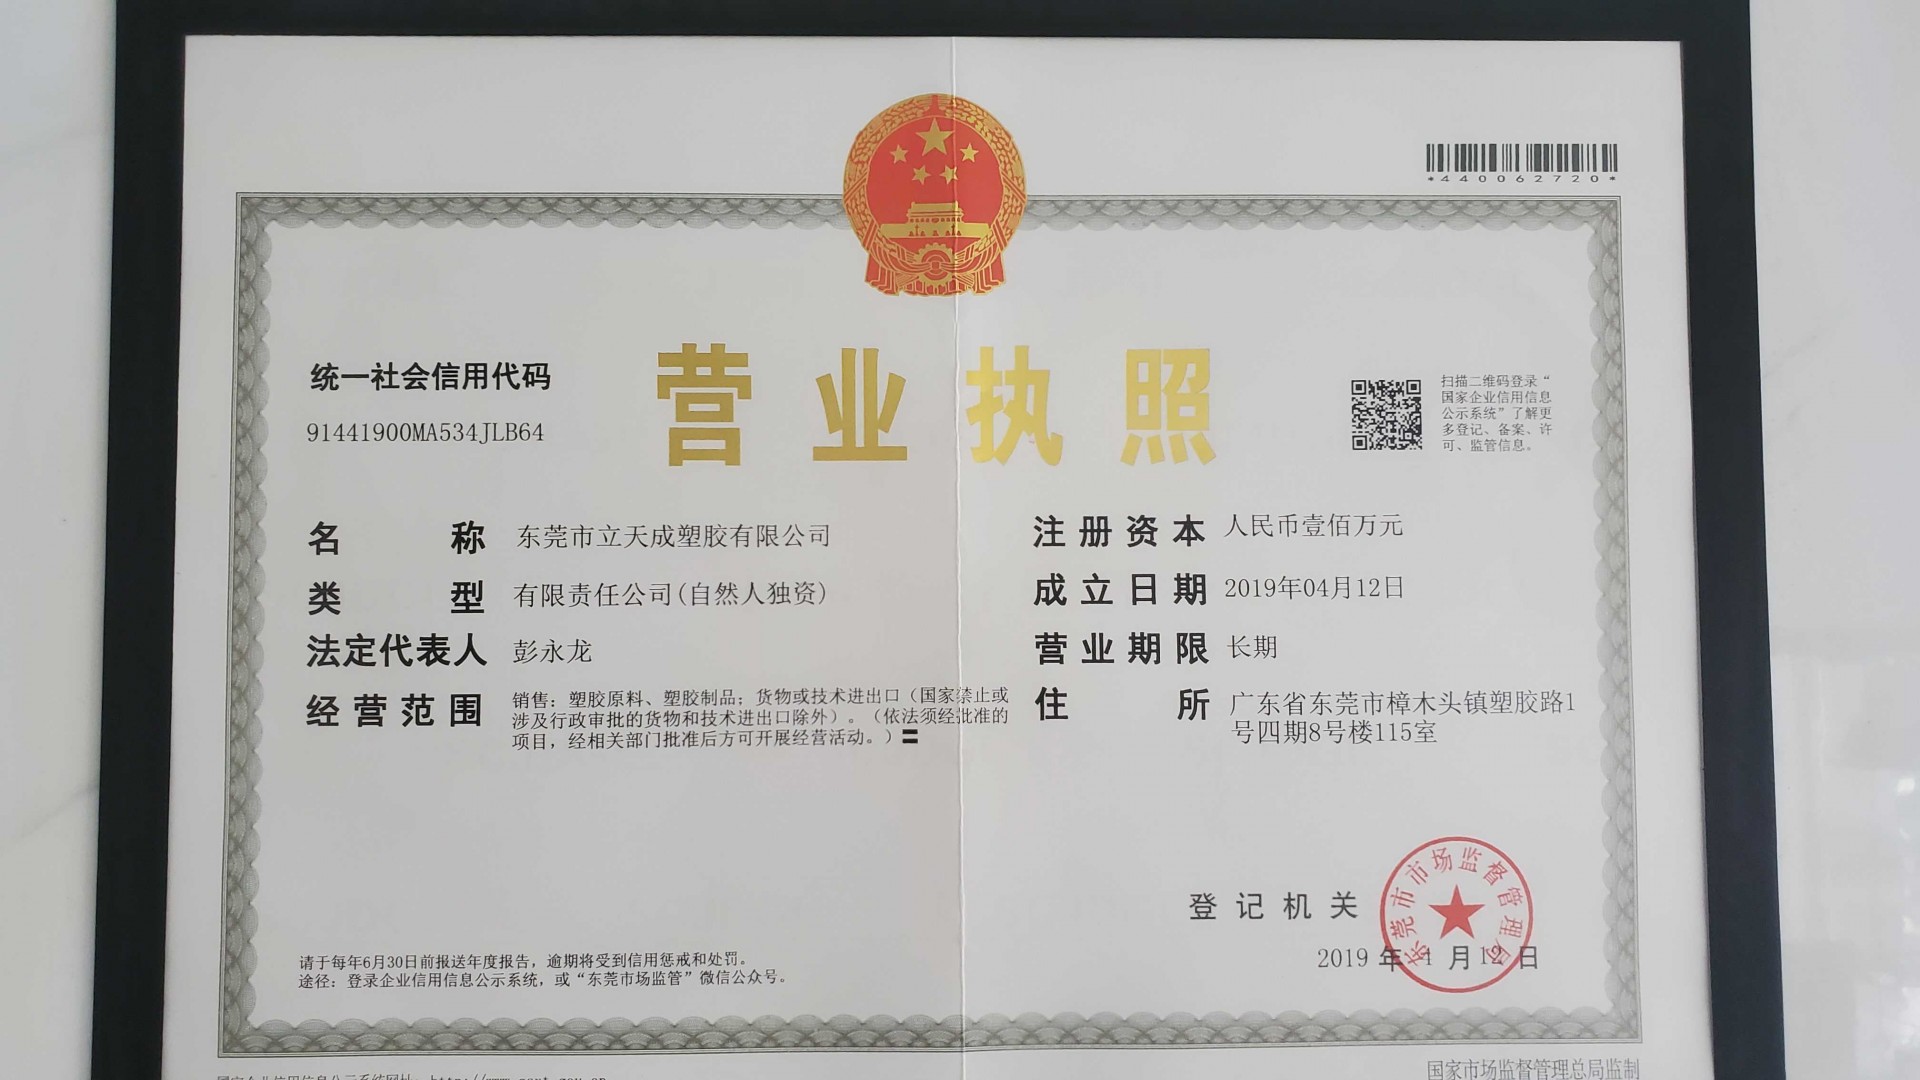 *440062720*
统一社会信用代码
91441900MA534JLB64
营业执照
扫描二维码登录“
国家企业信用信息
公示系统”了解更
多登记、备案、许
可、监管信息。
名称 东莞市立天成塑胶有限公司
类型 有限责任公司(自然人独资)
法定代表人 彭永龙
经营范围 销售：塑胶原料、塑胶制品；货物或技术进出口（国家禁止或
涉及行政审批的货物和技术进出口除外）。（依法须经批准的
项目，经相关部门批准后方可开展经营活动。）〓
注册资本 人民币壹佰万元
成立日期 2019年04月12日
营业期限 长期
住所 广东省东莞市樟木头镇塑胶路1
号四期8号楼115室
登记机关
东莞市市场监督管理局
2019 年 4 月 12 日
请于每年6月30日前报送年度报告，逾期将受到信用惩戒和处罚。
途径：登录企业信用信息公示系统，或“东莞市场监管”微信公众号。
国家市场监督管理总局监制